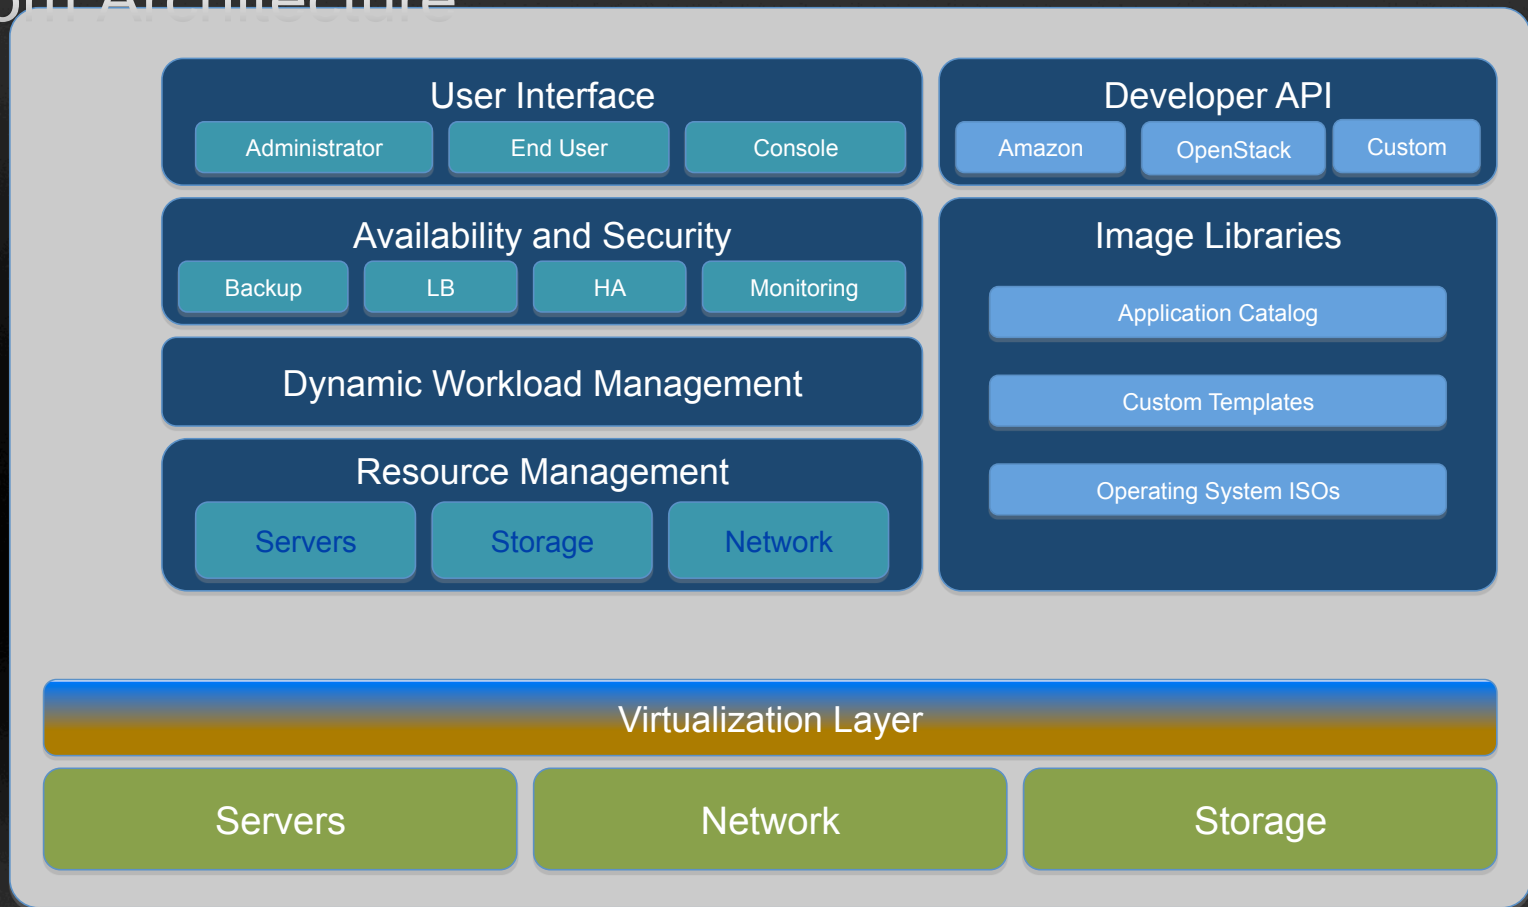 Architecture
User Interface
Administrator
End User
Console
Developer API
Amazon
OpenStack
Custom
Availability and Security
Backup
LB
HA
Monitoring
Image Libraries
Application Catalog
Custom Templates
Operating System ISOs
Dynamic Workload Management
Resource Management
Servers
Storage
Network
Virtualization Layer
Servers
Network
Storage